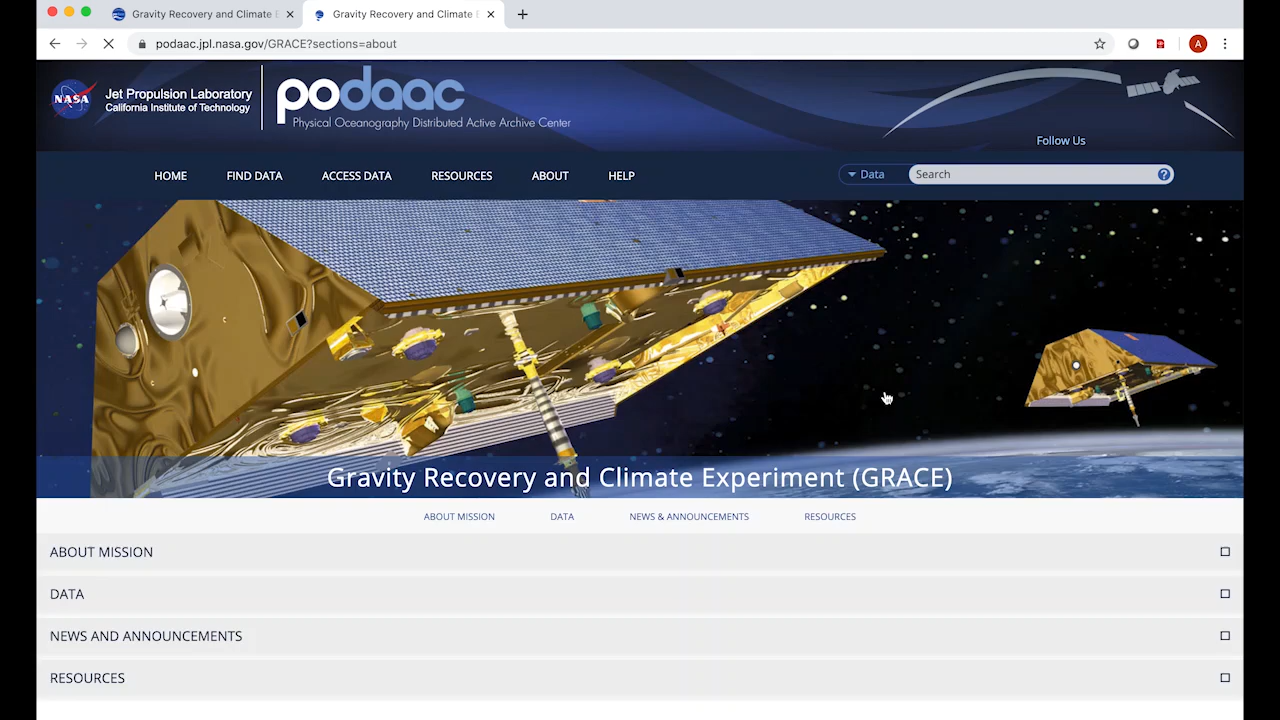 Gravity Recovery and Climate E
Gravity Recovery and Climate E
podaac.jpl.nasa.gov/GRACE?sections=about
A
NASA
Jet Propulsion Laboratory
California Institute of Technology
podaac
Physical Oceanography Distributed Active Archive Center
Follow Us
HOME FIND DATA ACCESS DATA RESOURCES ABOUT HELP
Data Search ?
Gravity Recovery and Climate Experiment (GRACE)
ABOUT MISSION DATA NEWS & ANNOUNCEMENTS RESOURCES
ABOUT MISSION
DATA
NEWS AND ANNOUNCEMENTS
RESOURCES